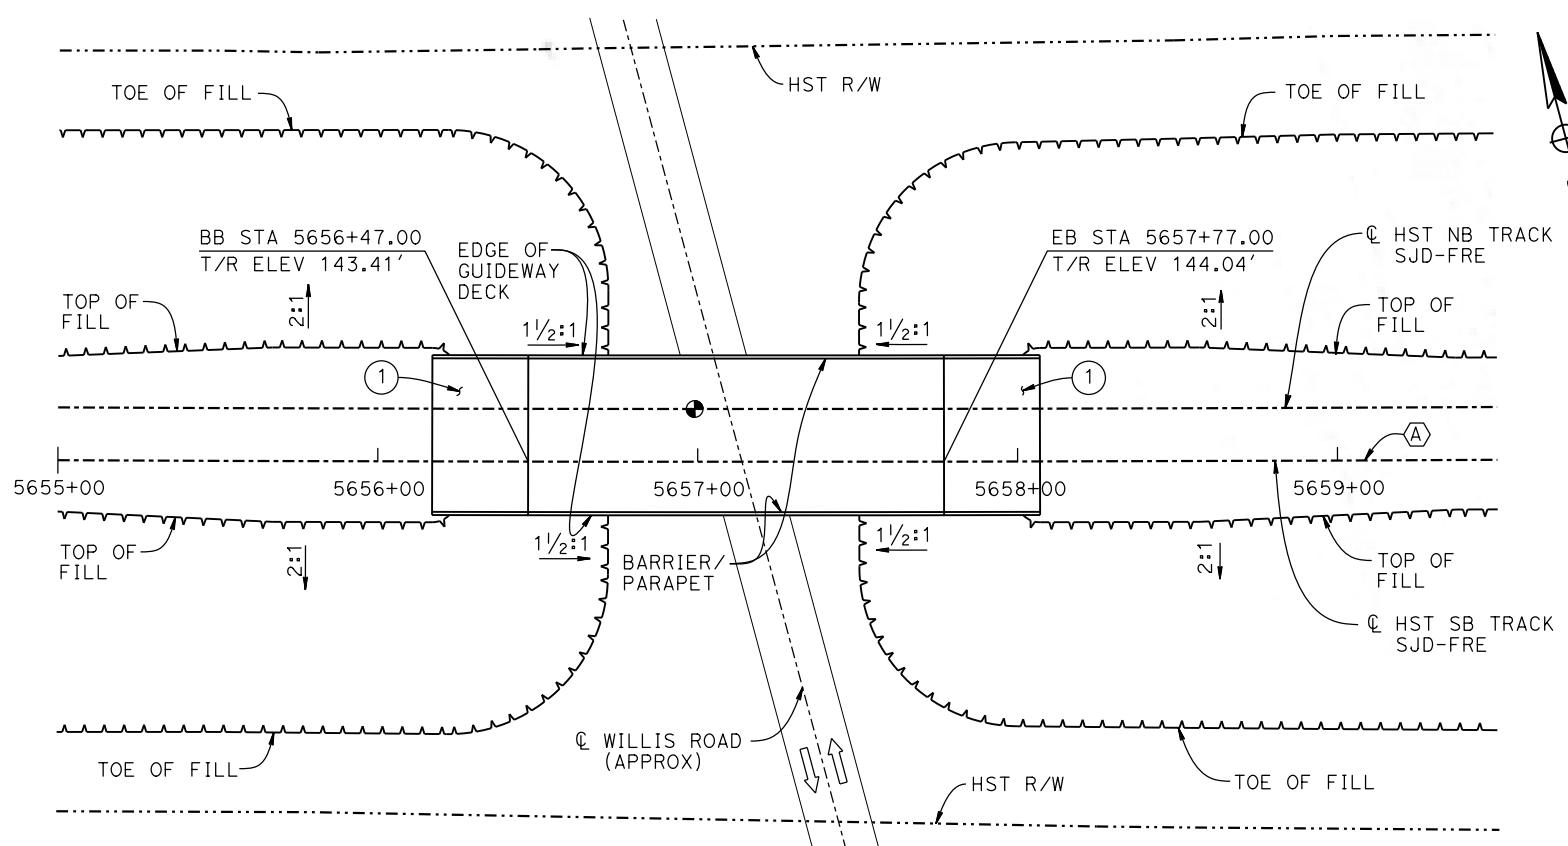 HST R/W
TOE OF FILL
TOE OF FILL
BB STA 5656+47.00
T/R ELEV 143.41'
EDGE OF
GUIDEWAY
DECK
EB STA 5657+77.00
T/R ELEV 144.04'
℄ HST NB TRACK
SJD-FRE
TOP OF
FILL
2:1
1½:1
1½:1
2:1
TOP OF
FILL
1
1
A
5655+00
5656+00
5657+00
5658+00
5659+00
TOP OF
FILL
2:1
1½:1
BARRIER/
PARAPET
1½:1
2:1
TOP OF
FILL
℄ HST SB TRACK
SJD-FRE
℄ WILLIS ROAD
(APPROX)
TOE OF FILL
HST R/W
TOE OF FILL